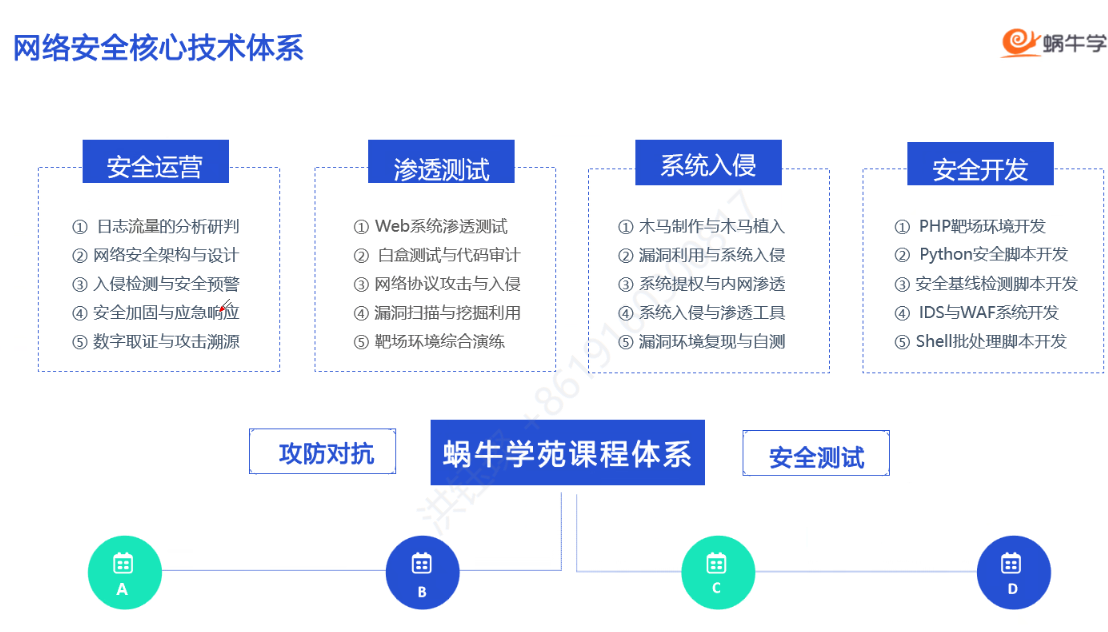 网络安全核心技术体系
蜗牛学
安全运营
① 日志流量的分析研判
② 网络安全架构与设计
③ 入侵检测与安全预警
④ 安全加固与应急响应
⑤ 数字取证与攻击溯源
渗透测试
① Web系统渗透测试
② 白盒测试与代码审计
③ 网络协议攻击与入侵
④ 漏洞扫描与挖掘利用
⑤ 靶场环境综合演练
系统入侵
① 木马制作与木马植入
② 漏洞利用与系统入侵
③ 系统提权与内网渗透
④ 系统入侵与渗透工具
⑤ 漏洞环境复现与自测
安全开发
① PHP靶场环境开发
② Python安全脚本开发
③ 安全基线检测脚本开发
④ IDS与WAF系统开发
⑤ Shell批处理脚本开发
攻防对抗
蜗牛学苑课程体系
安全测试
A
B
C
D